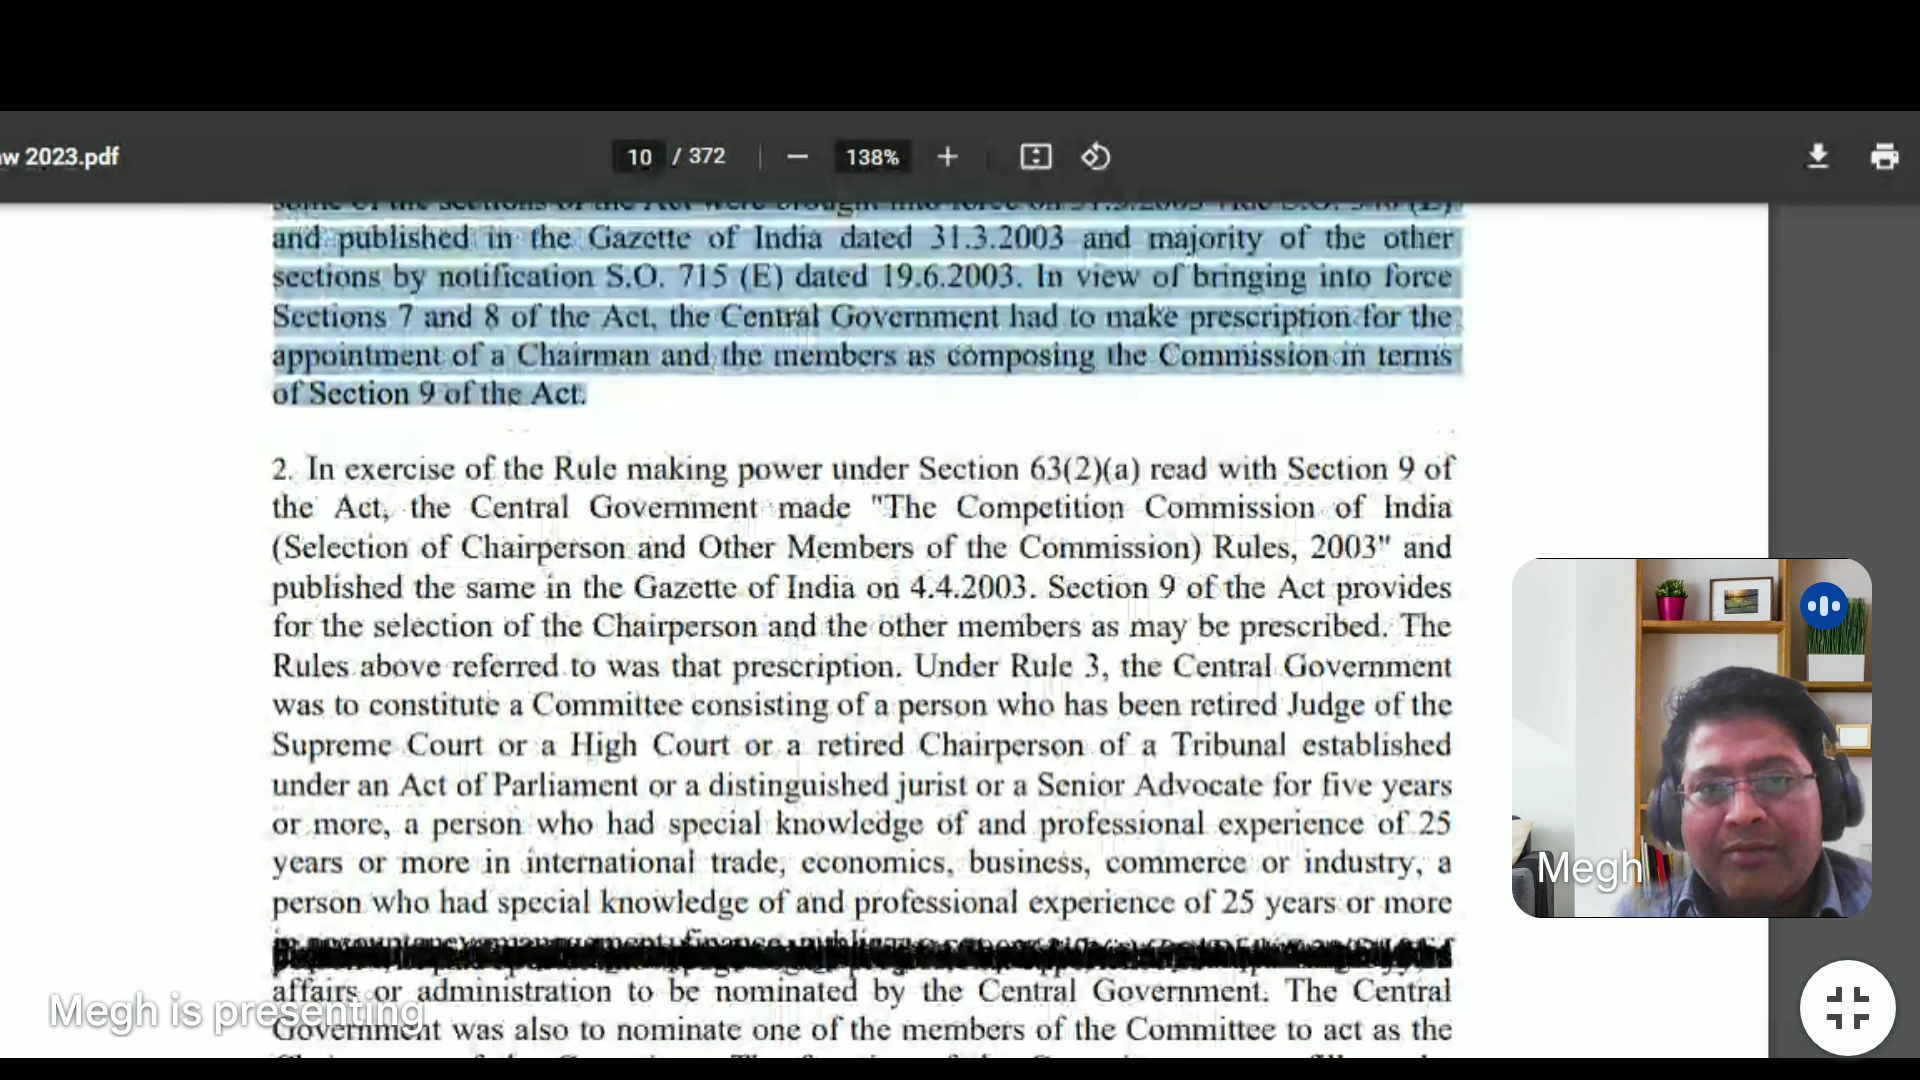 w 2023.pdf
10 / 372
138%
and published in the Gazette of India dated 31.3.2003 and majority of the other
sections by notification S.O. 715 (E) dated 19.6.2003. In view of bringing into force
Sections 7 and 8 of the Act, the Central Government had to make prescription for the
appointment of a Chairman and the members as composing the Commission in terms
of Section 9 of the Act.
2. In exercise of the Rule making power under Section 63(2)(a) read with Section 9 of
the Act, the Central Government made "The Competition Commission of India
(Selection of Chairperson and Other Members of the Commission) Rules, 2003" and
published the same in the Gazette of India on 4.4.2003. Section 9 of the Act provides
for the selection of the Chairperson and the other members as may be prescribed. The
Rules above referred to was that prescription. Under Rule 3, the Central Government
was to constitute a Committee consisting of a person who has been retired Judge of the
Supreme Court or a High Court or a retired Chairperson of a Tribunal established
under an Act of Parliament or a distinguished jurist or a Senior Advocate for five years
or more, a person who had special knowledge of and professional experience of 25
years or more in international trade, economics, business, commerce or industry, a
person who had special knowledge of and professional experience of 25 years or more
affairs or administration to be nominated by the Central Government. The Central
Government was also to nominate one of the members of the Committee to act as the
Megh
Megh is presenting